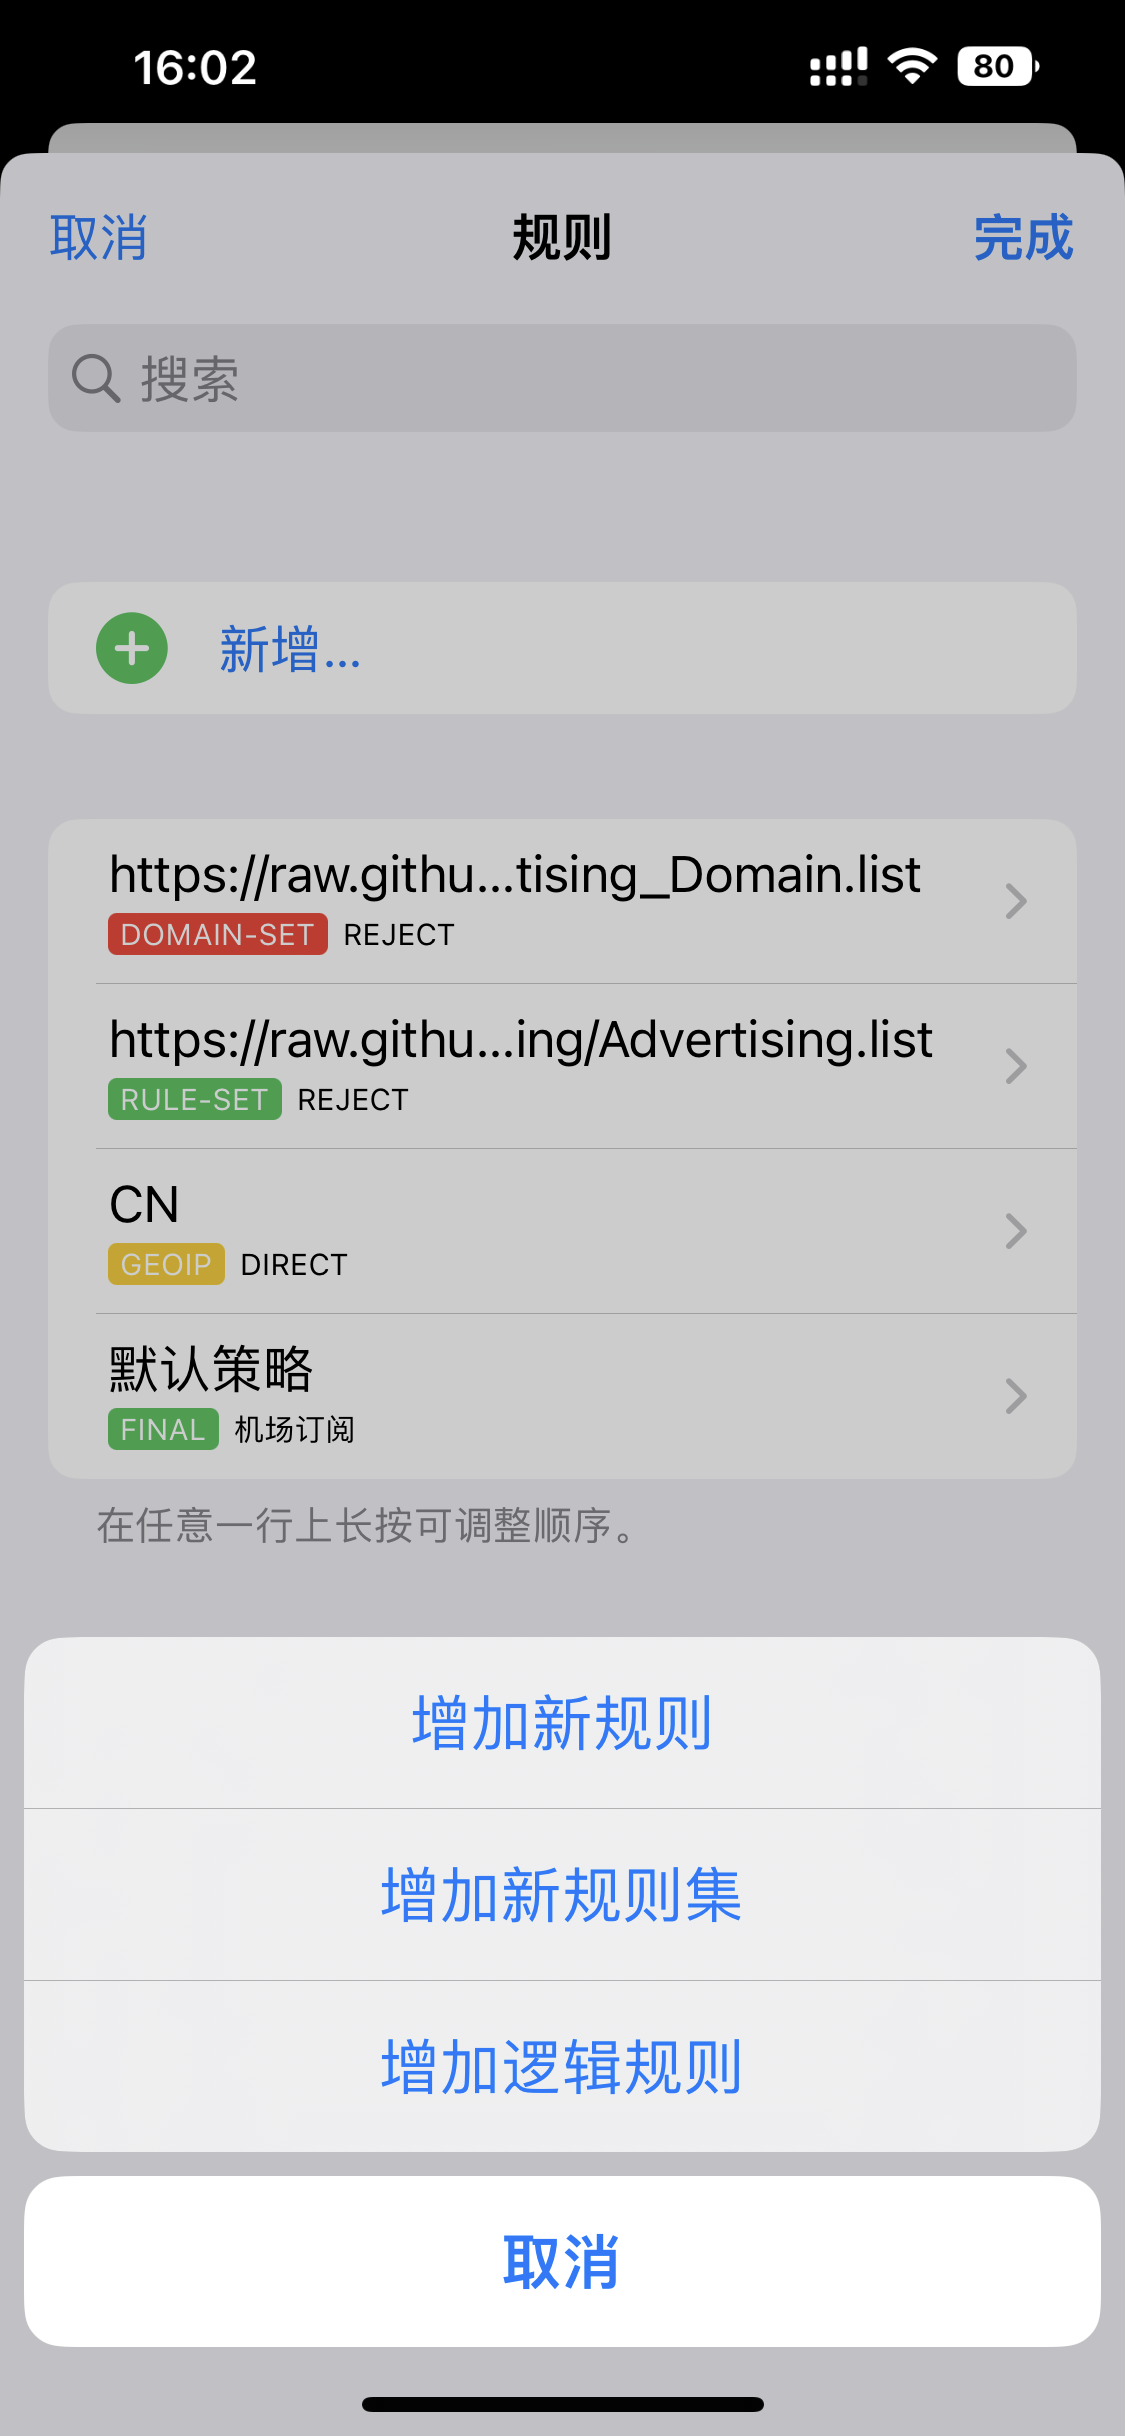 16:02
80
取消
规则
完成
搜索
新增...
https://raw.githu...tising_Domain.list
DOMAIN-SET REJECT
https://raw.githu...ing/Advertising.list
RULE-SET REJECT
CN
GEOIP DIRECT
默认策略
FINAL 机场订阅
在任意一行上长按可调整顺序。
增加新规则
增加新规则集
增加逻辑规则
取消